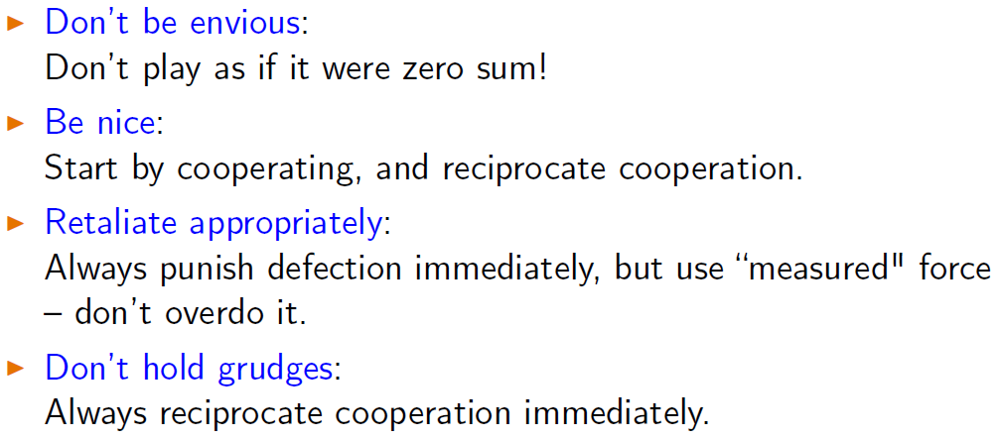 Don't be envious:
Don't play as if it were zero sum!
Be nice:
Start by cooperating, and reciprocate cooperation.
Retaliate appropriately:
Always punish defection immediately, but use “measured" force
– don't overdo it.
Don't hold grudges:
Always reciprocate cooperation immediately.